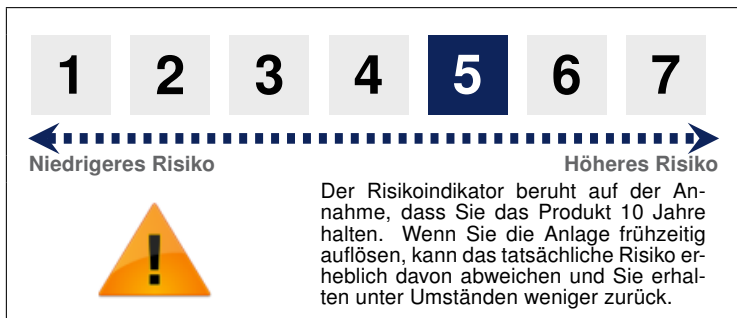 1 2 3 4 5 6 7
Niedrigeres Risiko Höheres Risiko
!
Der Risikoindikator beruht auf der An-
nahme, dass Sie das Produkt 10 Jahre
halten. Wenn Sie die Anlage frühzeitig
auflösen, kann das tatsächliche Risiko er-
heblich davon abweichen und Sie erhal-
ten unter Umständen weniger zurück.